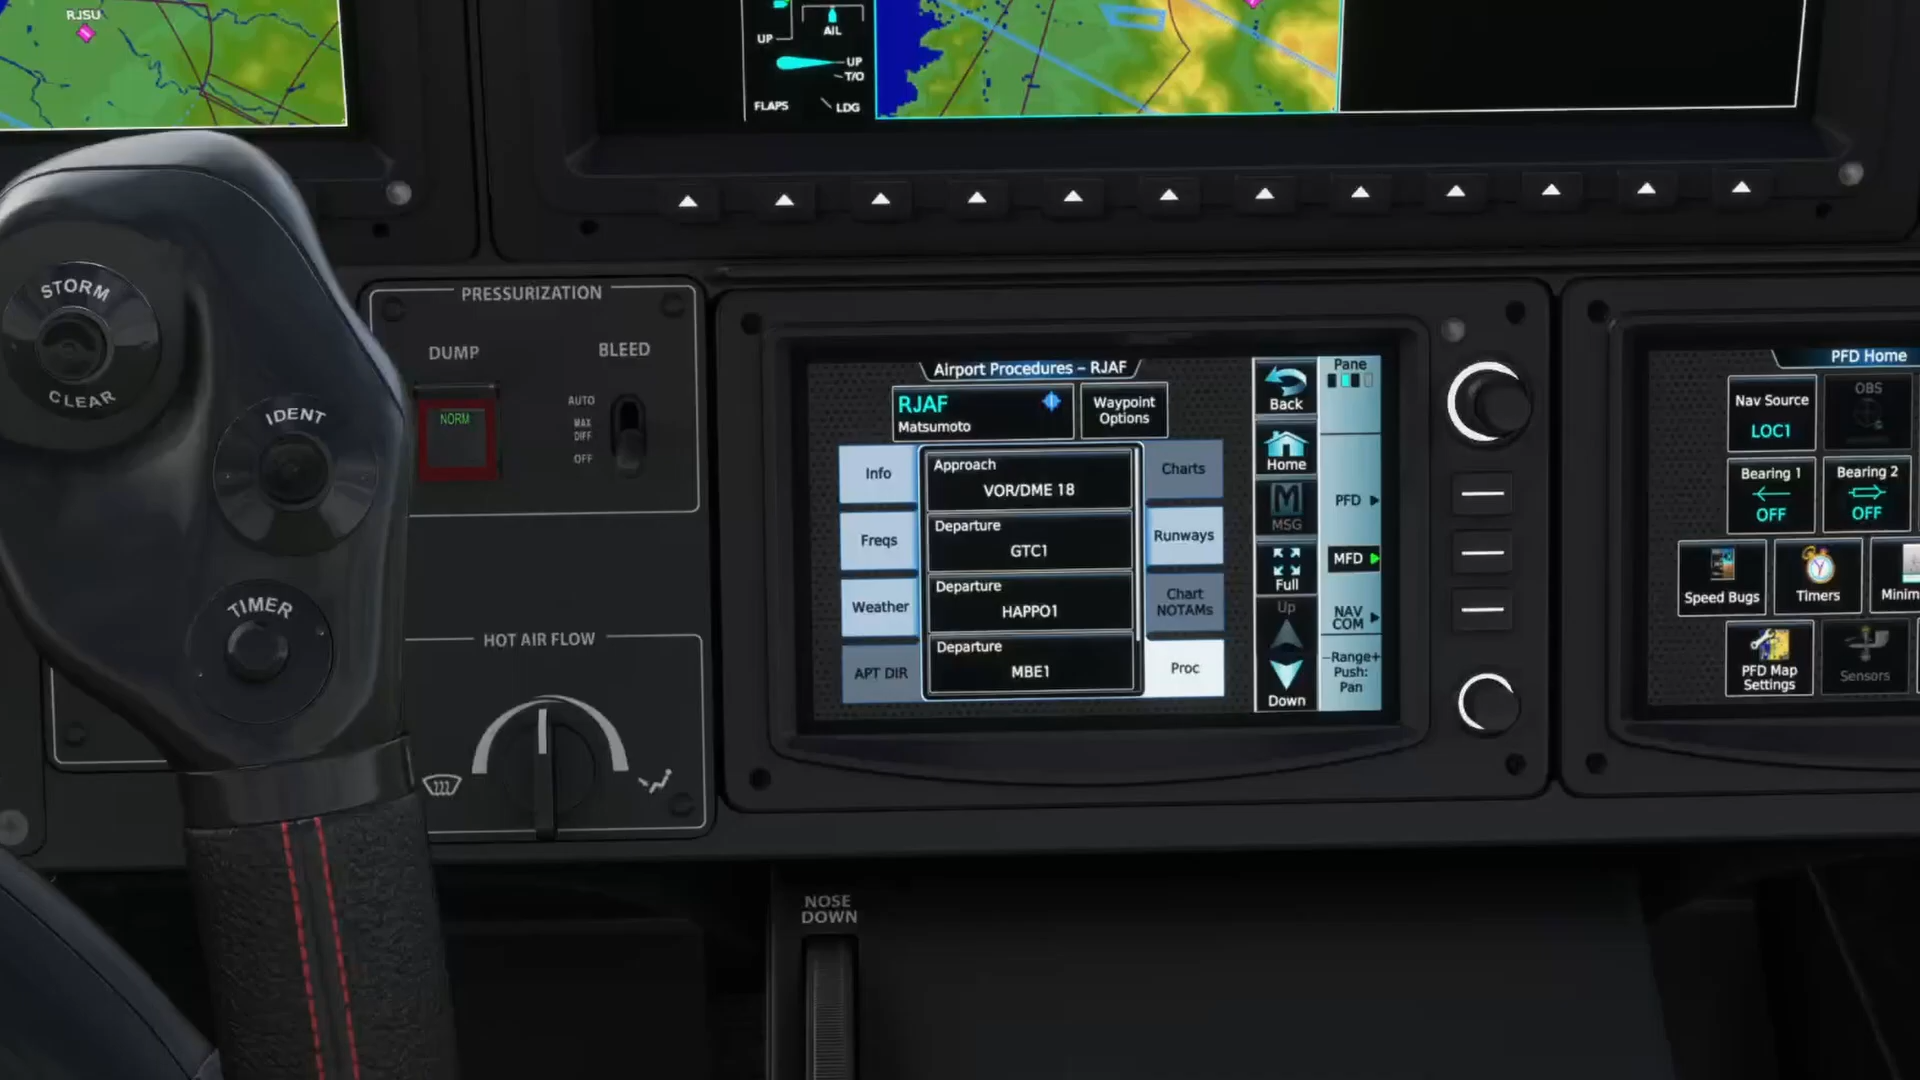 RJSU
UP
AIL
UP
T/O
FLAPS
LDG
STORM
CLEAR
IDENT
TIMER
PRESSURIZATION
DUMP
BLEED
NORM
AUTO
MAX
DIFF
OFF
HOT AIR FLOW
Airport Procedures – RJAF
RJAF
Matsumoto
Waypoint
Options
Info
Freqs
Weather
APT DIR
Approach
VOR/DME 18
Departure
GTC1
Departure
HAPPO1
Departure
MBE1
Charts
Runways
Chart
NOTAMs
Proc
Back
Home
MSG
Full
Up
Down
Pane
PFD
MFD
NAV
COM
–Range+
Push:
Pan
PFD Home
Nav Source
LOC1
OBS
Bearing 1
OFF
Bearing 2
OFF
Speed Bugs
Timers
Minim
PFD Map
Settings
Sensors
NOSE
DOWN